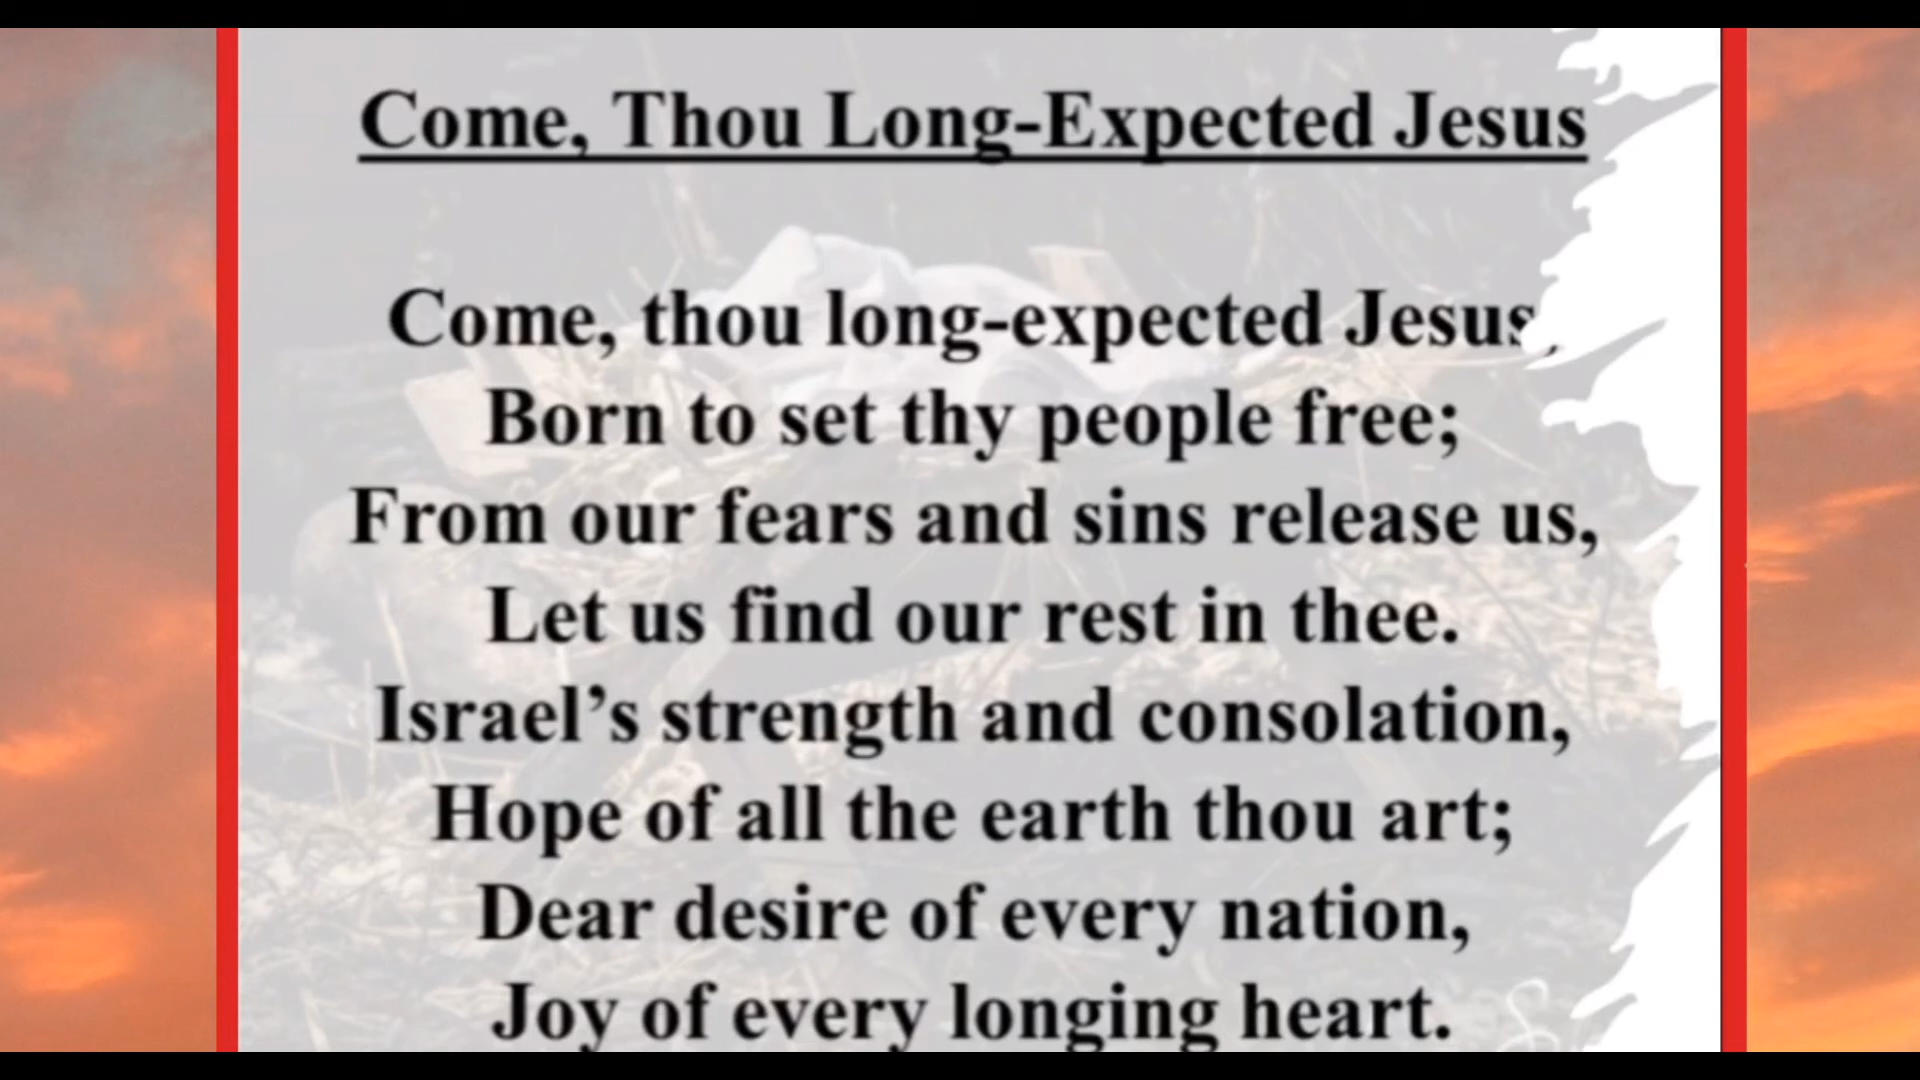 Come, Thou Long-Expected Jesus
Come, thou long-expected Jesus,
Born to set thy people free;
From our fears and sins release us,
Let us find our rest in thee.
Israel’s strength and consolation,
Hope of all the earth thou art;
Dear desire of every nation,
Joy of every longing heart.